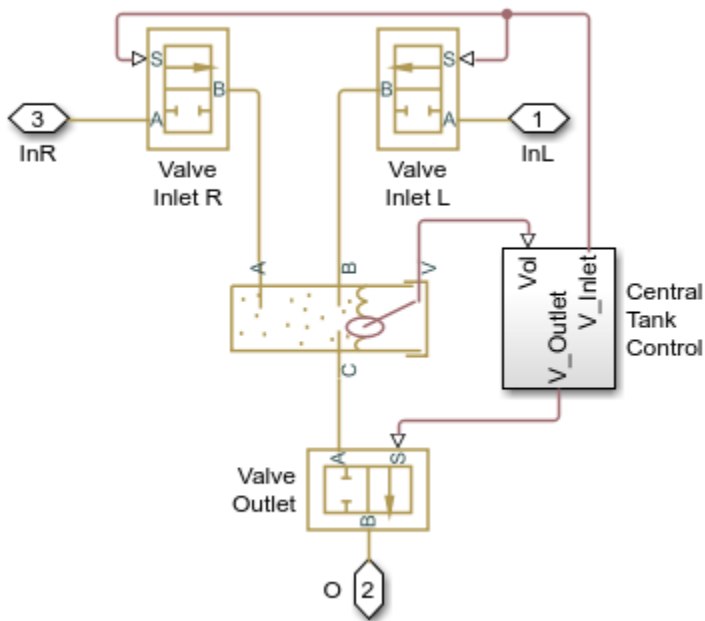 S
S
B
B
3
A
A
1
InR
Valve
Inlet R
Valve
Inlet L
InL
A
B
V
Vol
V_Outlet
V_Inlet
Central
Tank
Control
C
Valve
Outlet
A
S
B
O
2